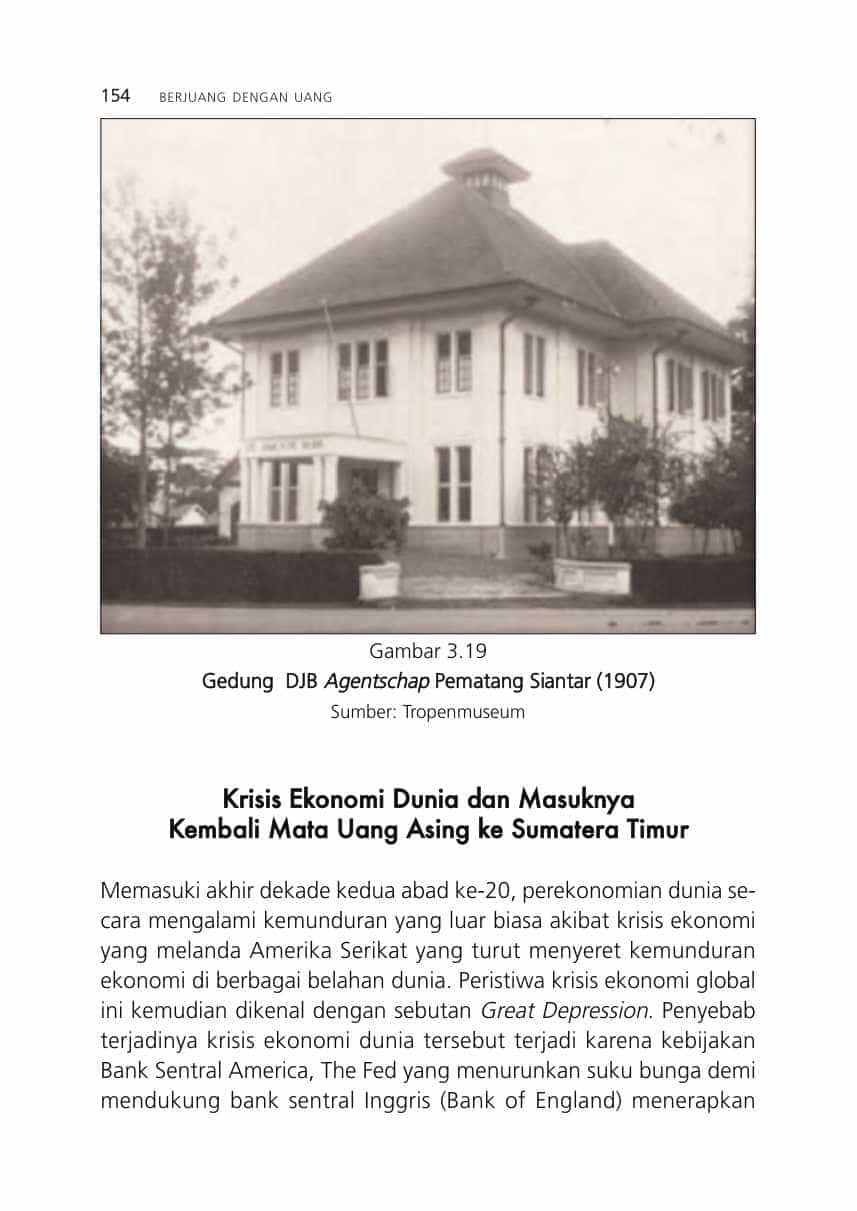 154 BERJUANG DENGAN UANG
Gambar 3.19
Gedung DJB Agentschap Pematang Siantar (1907)
Sumber: Tropenmuseum
Krisis Ekonomi Dunia dan Masuknya
Kembali Mata Uang Asing ke Sumatera Timur
Memasuki akhir dekade kedua abad ke-20, perekonomian dunia se-
cara mengalami kemunduran yang luar biasa akibat krisis ekonomi
yang melanda Amerika Serikat yang turut menyeret kemunduran
ekonomi di berbagai belahan dunia. Peristiwa krisis ekonomi global
ini kemudian dikenal dengan sebutan Great Depression. Penyebab
terjadinya krisis ekonomi dunia tersebut terjadi karena kebijakan
Bank Sentral America, The Fed yang menurunkan suku bunga demi
mendukung bank sentral Inggris (Bank of England) menerapkan